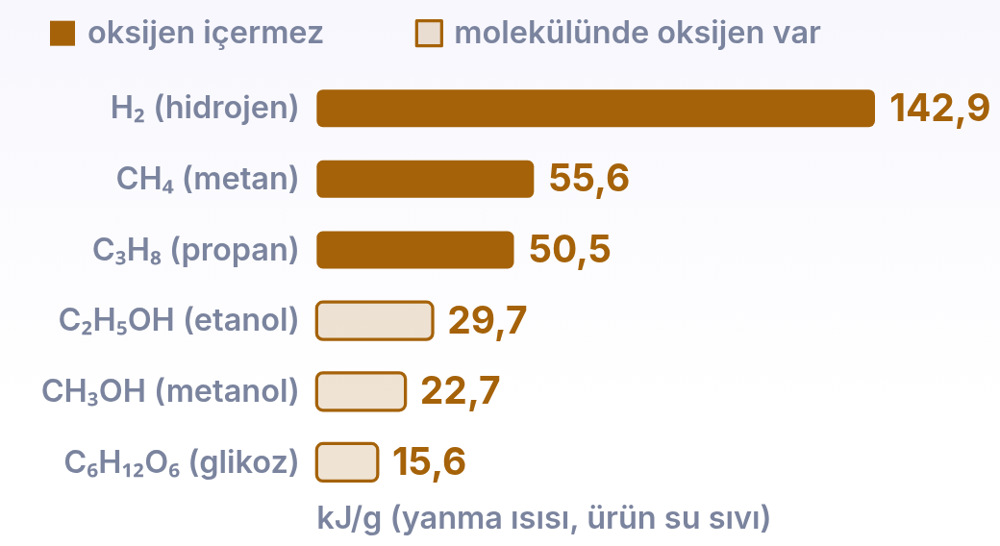 oksijen içermez molekülünde oksijen var
H₂ (hidrojen) 142,9
CH₄ (metan) 55,6
C₃H₈ (propan) 50,5
C₂H₅OH (etanol) 29,7
CH₃OH (metanol) 22,7
C₆H₁₂O₆ (glikoz) 15,6
kJ/g (yanma ısısı, ürün su sıvı)